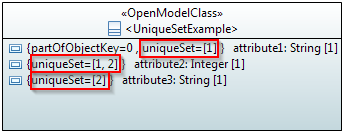 «OpenModelClass»
<UniqueSetExample>
{partOfObjectKey=0 , uniqueSet=[1] } attribute1: String [1]
{uniqueSet=[1, 2] } attribute2: Integer [1]
{uniqueSet=[2] } attribute3: String [1]